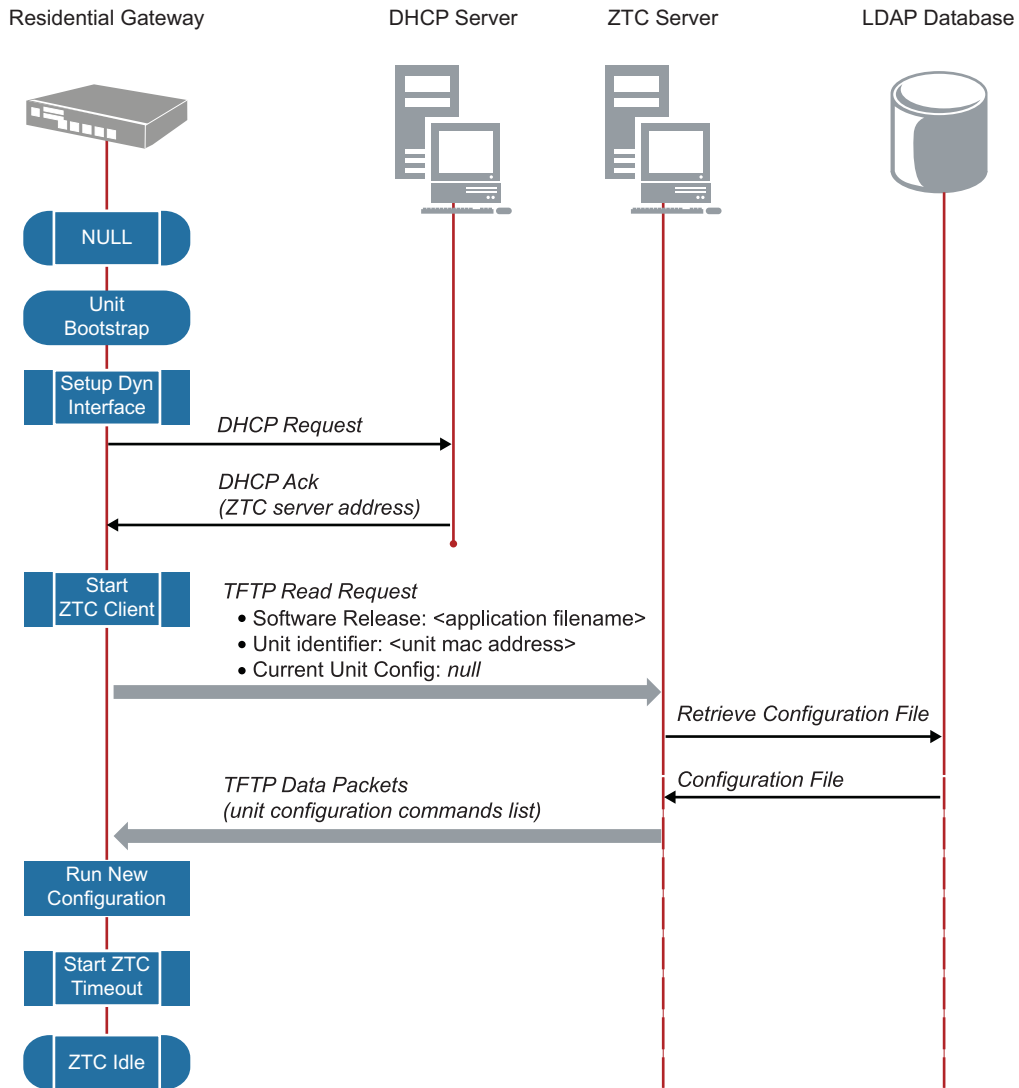 Residential Gateway
DHCP Server
ZTC Server
LDAP Database
NULL
Unit
Bootstrap
Setup Dyn
Interface
DHCP Request
DHCP Ack
(ZTC server address)
Start
ZTC Client
TFTP Read Request
• Software Release: <application filename>
• Unit identifier: <unit mac address>
• Current Unit Config: null
Retrieve Configuration File
Configuration File
TFTP Data Packets
(unit configuration commands list)
Run New
Configuration
Start ZTC
Timeout
ZTC Idle